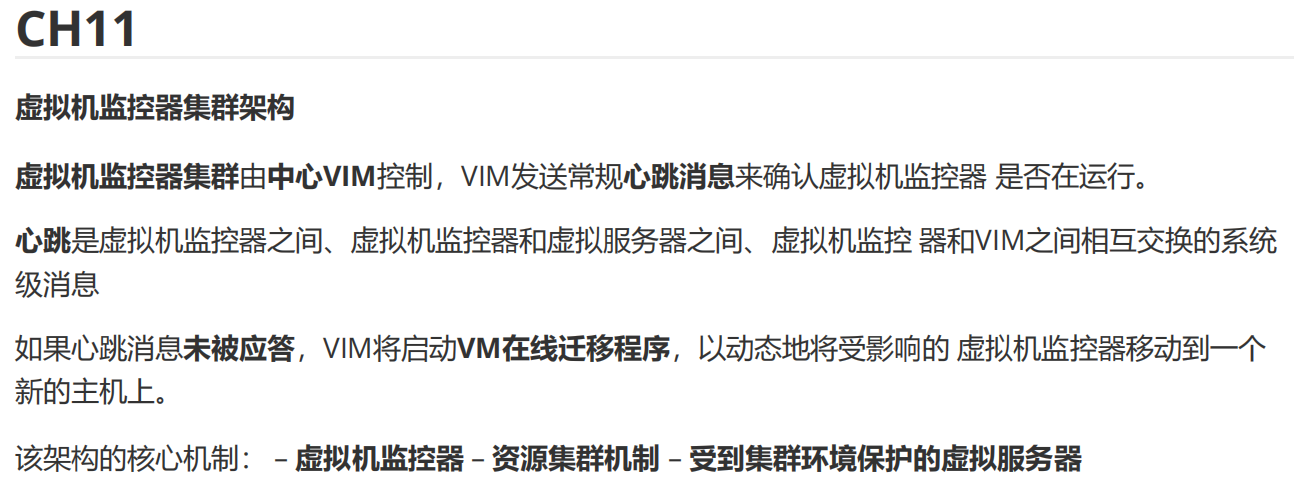 CH11
虚拟机监控器集群架构
虚拟机监控器集群由中心VIM控制，VIM发送常规心跳消息来确认虚拟机监控器 是否在运行。
心跳是虚拟机监控器之间、虚拟机监控器和虚拟服务器之间、虚拟机监控 器和VIM之间相互交换的系统
级消息
如果心跳消息未被应答，VIM将启动VM在线迁移程序，以动态地将受影响的 虚拟机监控器移动到一个
新的主机上。
该架构的核心机制： – 虚拟机监控器 – 资源集群机制 – 受到集群环境保护的虚拟服务器